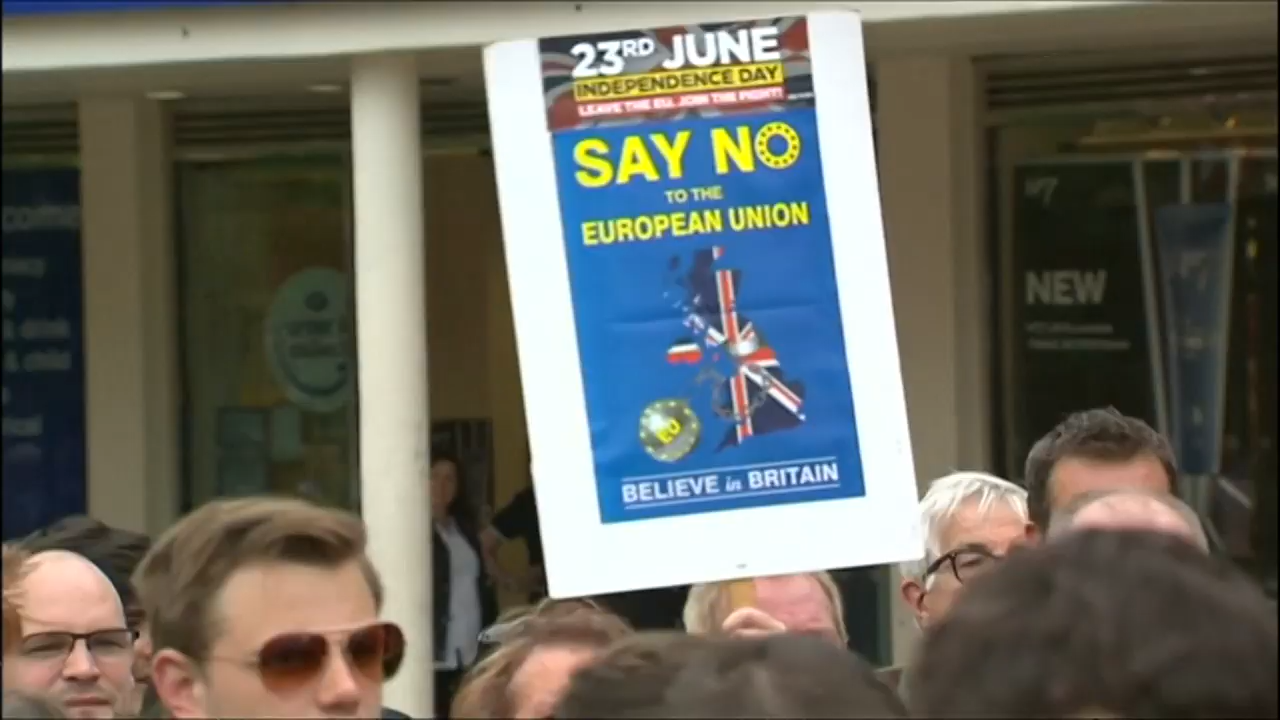 23RD JUNE
INDEPENDENCE DAY
LEAVE THE EU. JOIN THE FIGHT!
SAY NO
TO THE
EUROPEAN UNION
EU
BELIEVE in BRITAIN
NEW